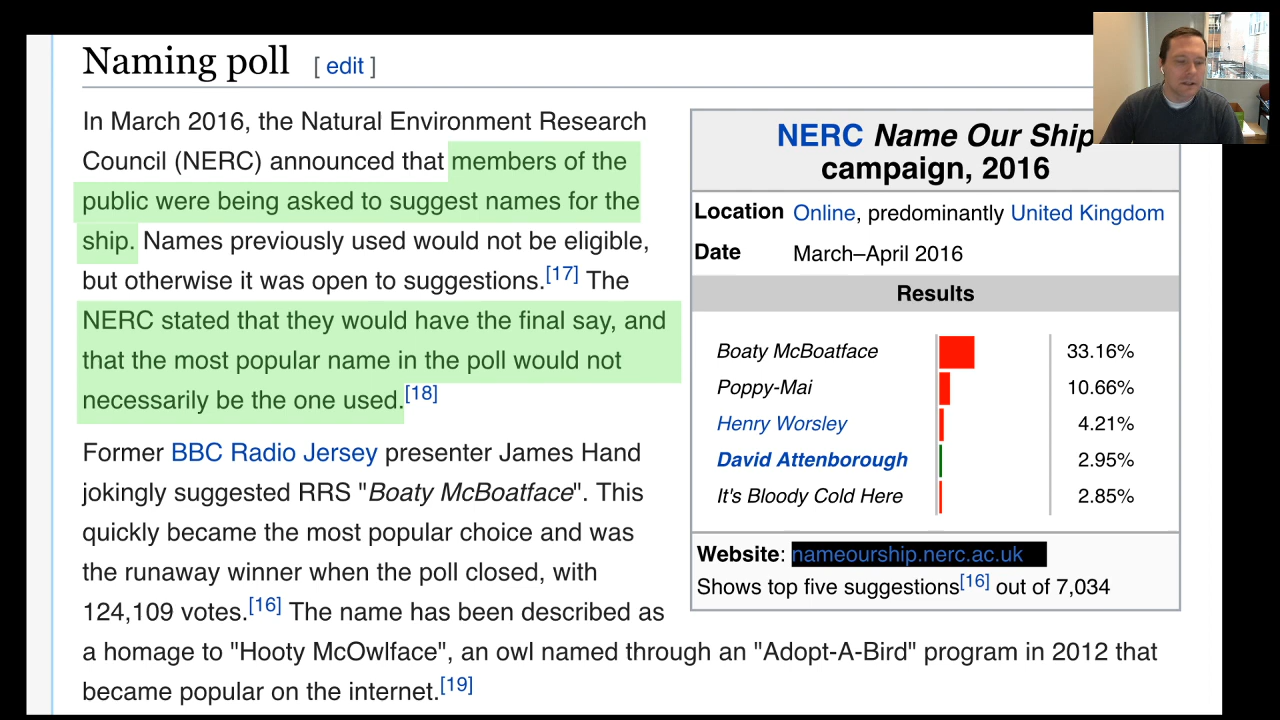 Naming poll [ edit ]
In March 2016, the Natural Environment Research
Council (NERC) announced that members of the
public were being asked to suggest names for the
ship. Names previously used would not be eligible,
but otherwise it was open to suggestions.[17] The
NERC stated that they would have the final say, and
that the most popular name in the poll would not
necessarily be the one used.[18]
Former BBC Radio Jersey presenter James Hand
jokingly suggested RRS "Boaty McBoatface". This
quickly became the most popular choice and was
the runaway winner when the poll closed, with
124,109 votes.[16] The name has been described as
a homage to "Hooty McOwlface", an owl named through an "Adopt-A-Bird" program in 2012 that
became popular on the internet.[19]
NERC Name Our Ship
campaign, 2016
Location Online, predominantly United Kingdom
Date March–April 2016
Results
Boaty McBoatface 33.16%
Poppy-Mai 10.66%
Henry Worsley 4.21%
David Attenborough 2.95%
It's Bloody Cold Here 2.85%
Website: nameourship.nerc.ac.uk
Shows top five suggestions[16] out of 7,034